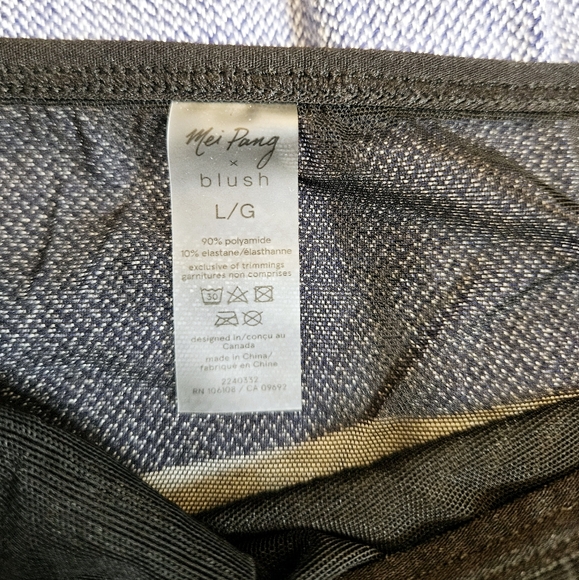 Mei Pang
x
blush
L/G
90% polyamide
10% elastane/élasthanne
exclusive of trimmings
garnitures non comprises
30
designed in/conçu au
Canada
made in China/
fabriqué en Chine
2240332
RN 106108 / CA 09692